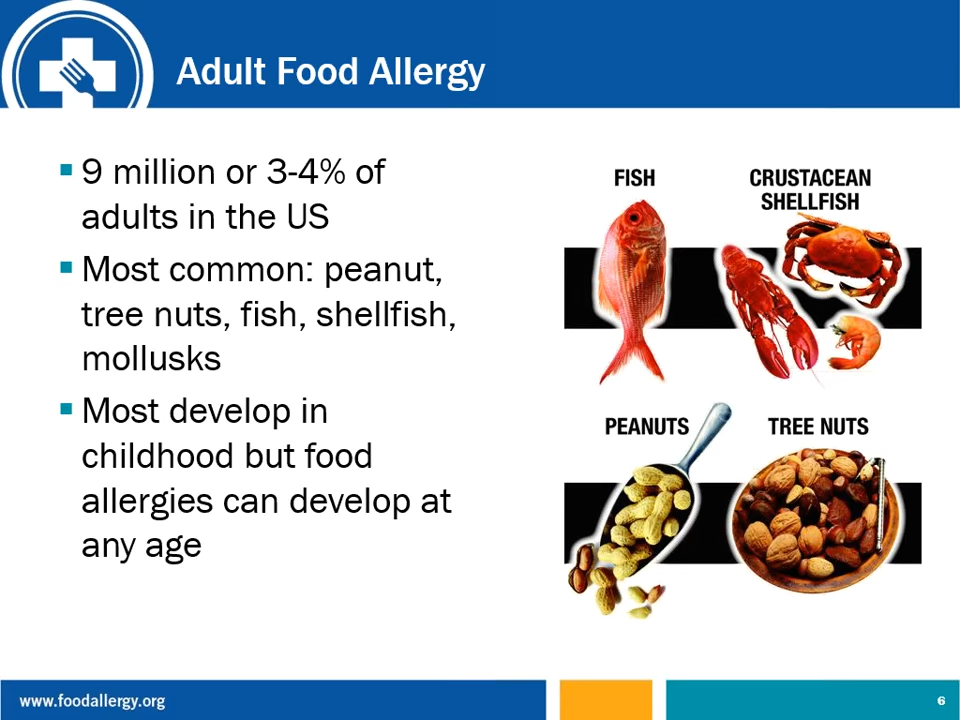 Adult Food Allergy
9 million or 3-4% of
adults in the US
Most common: peanut,
tree nuts, fish, shellfish,
mollusks
Most develop in
childhood but food
allergies can develop at
any age
FISH
CRUSTACEAN
SHELLFISH
PEANUTS
TREE NUTS
www.foodallergy.org
6